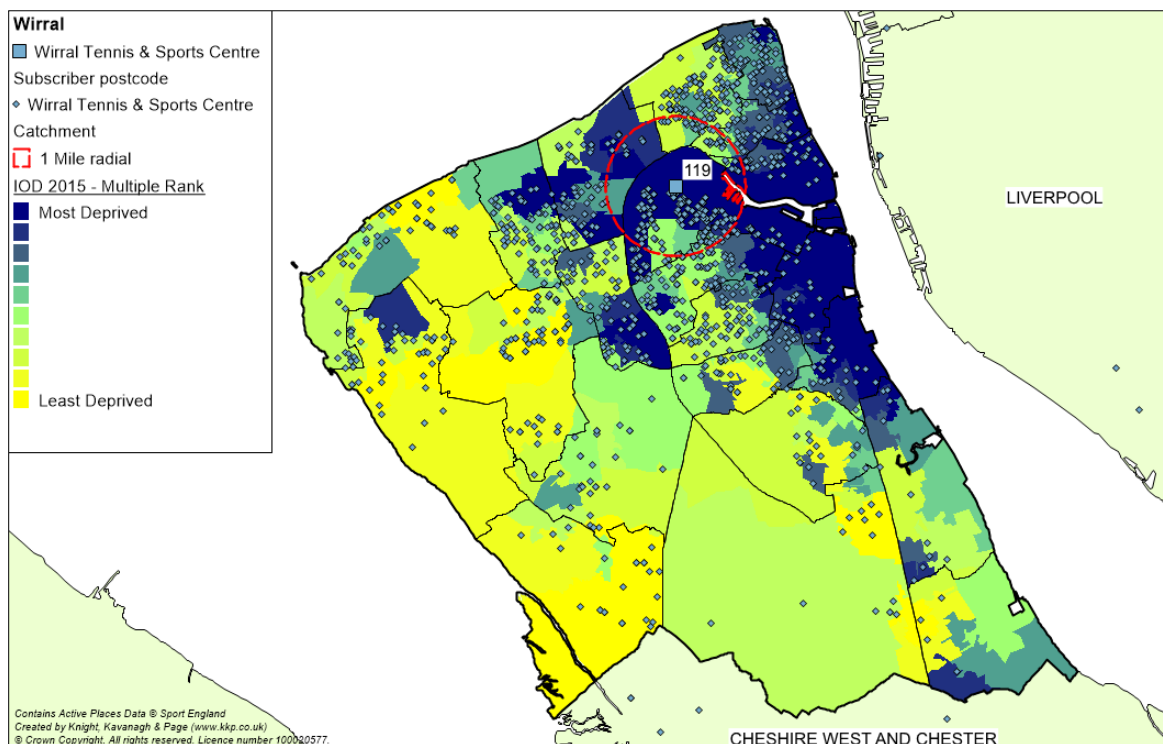 Wirral
Wirral Tennis & Sports Centre
Subscriber postcode
Wirral Tennis & Sports Centre
Catchment
1 Mile radial
IOD 2015 - Multiple Rank
Most Deprived
Least Deprived
119
LIVERPOOL
Contains Active Places Data © Sport England
Created by Knight, Kavanagh & Page (www.kkp.co.uk)
© Crown Copyright. All rights reserved. Licence number 100020577.
CHESHIRE WEST AND CHESTER